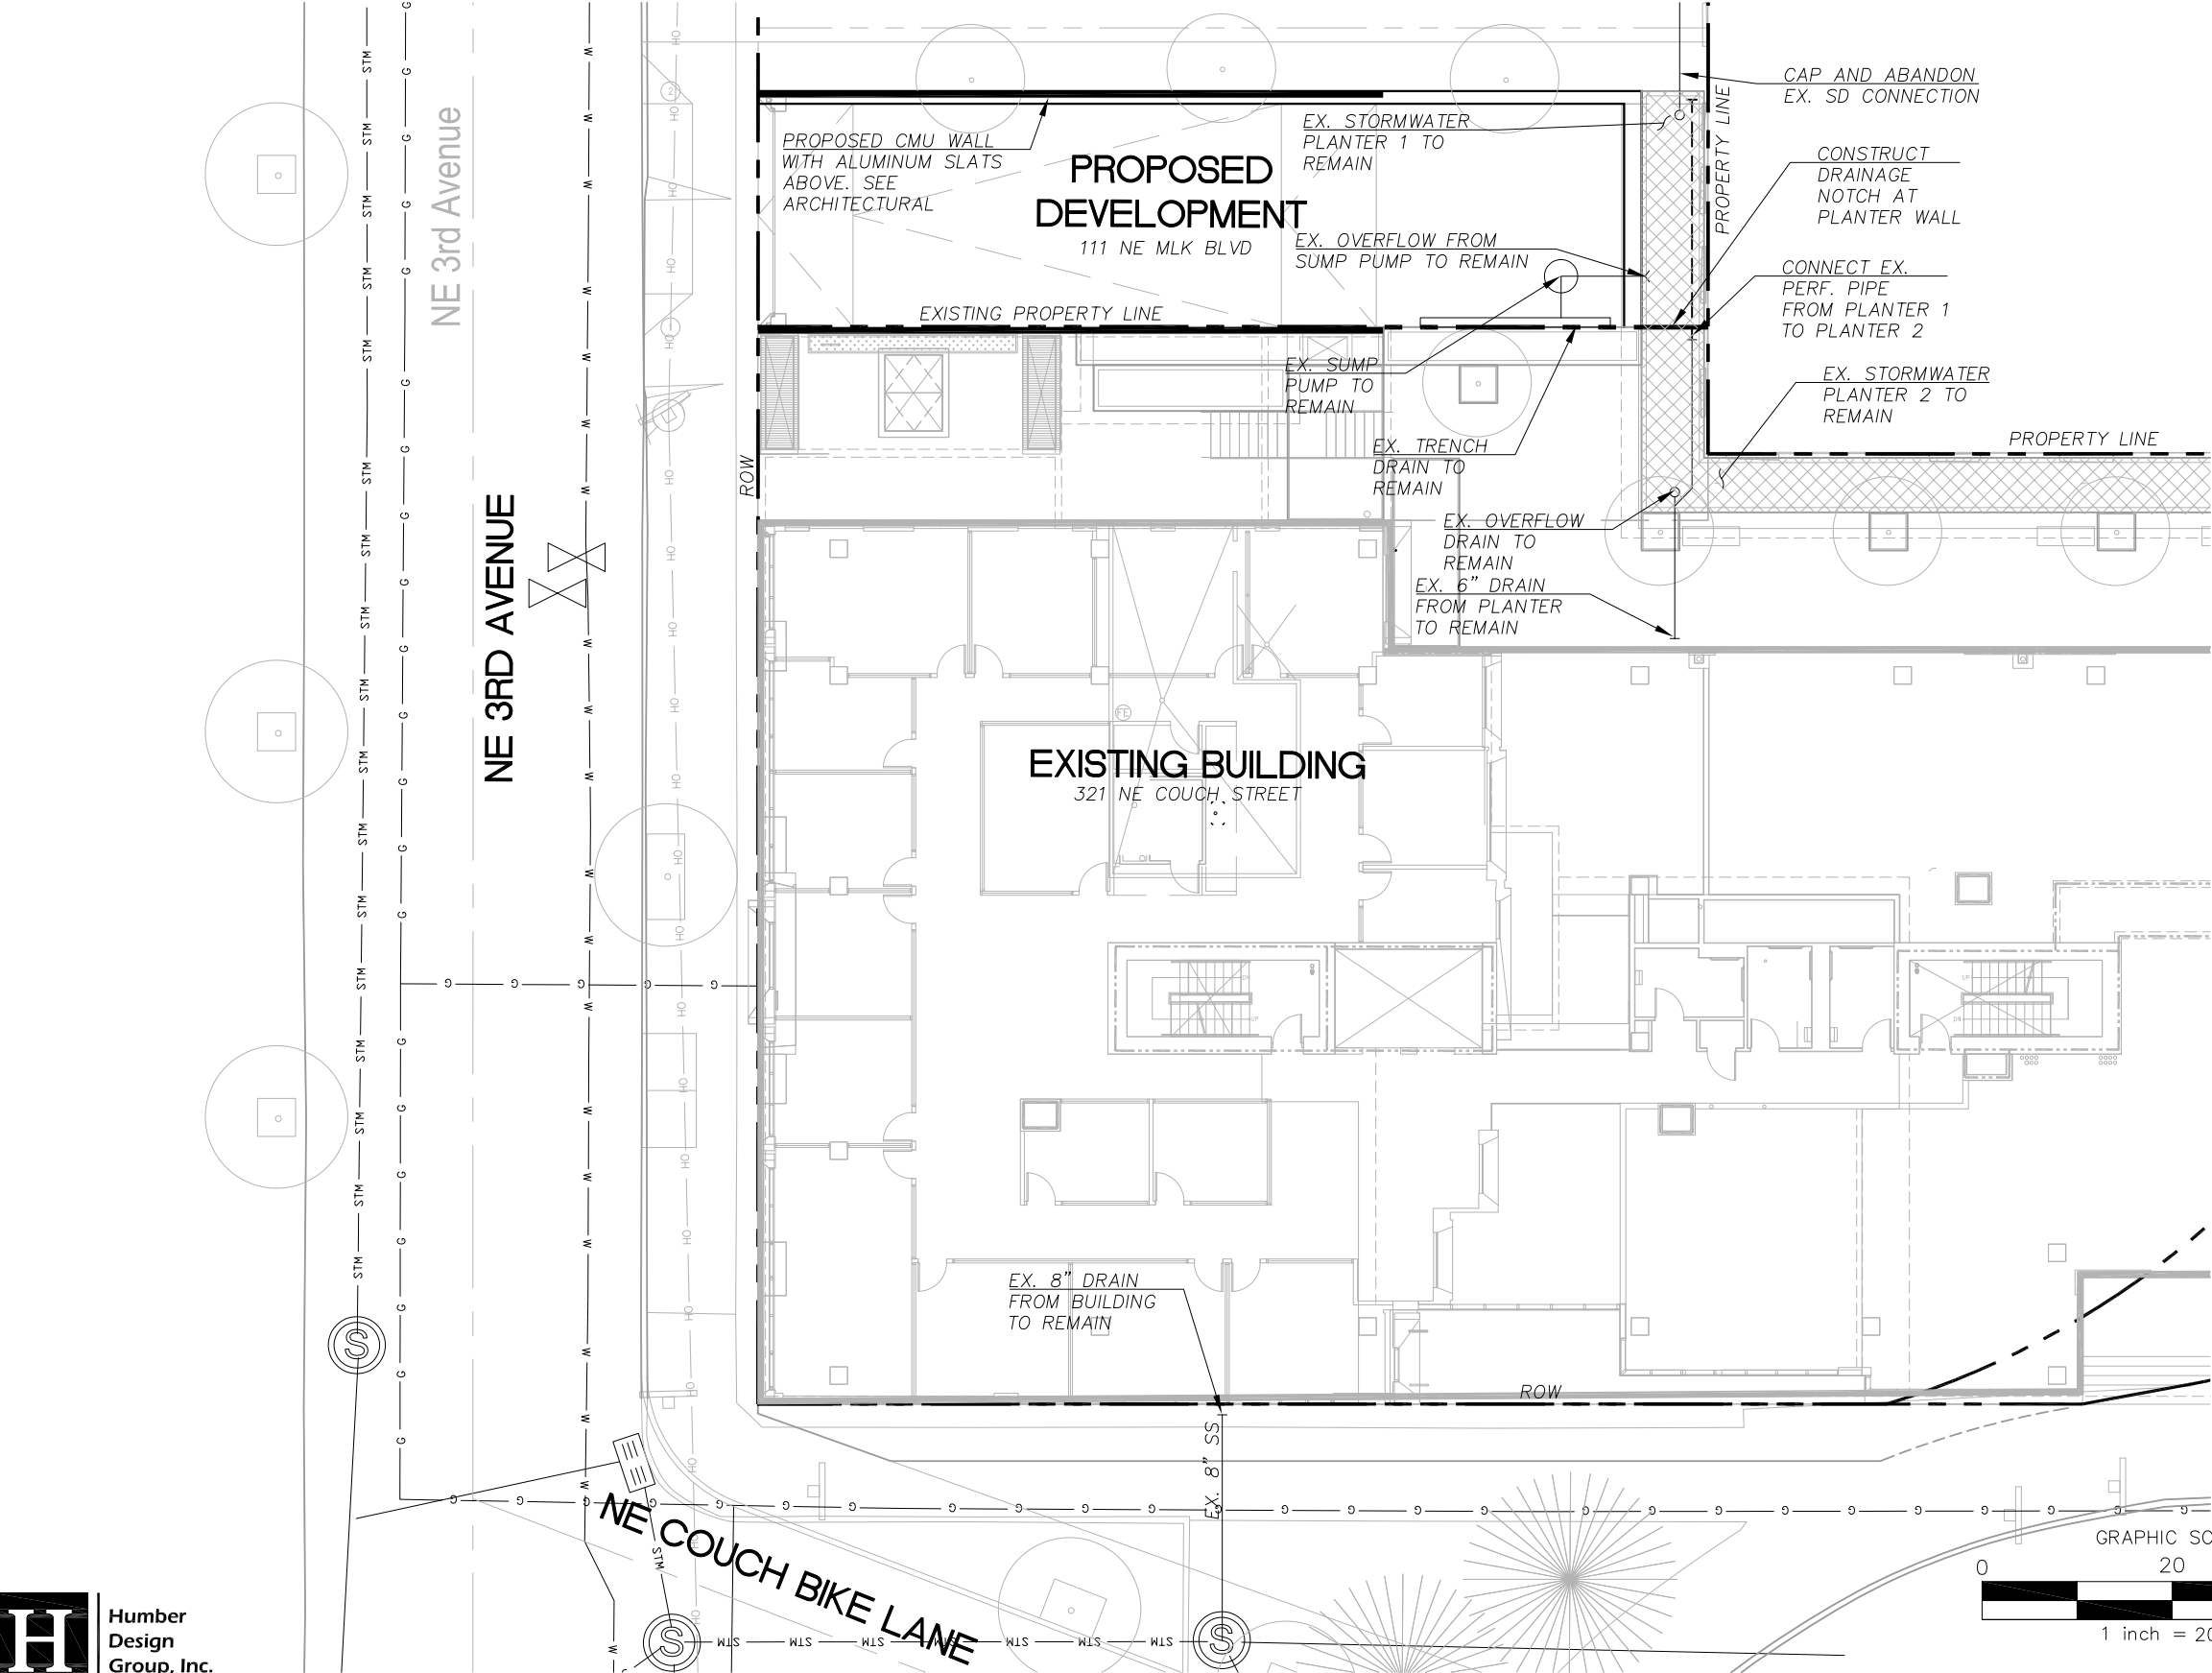 CAP AND ABANDON
EX. SD CONNECTION
PROPERTY LINE
EX. STORMWATER
PLANTER 1 TO
REMAIN
PROPOSED CMU WALL
WITH ALUMINUM SLATS
ABOVE. SEE
ARCHITECTURAL
PROPOSED
DEVELOPMENT
111 NE MLK BLVD
CONSTRUCT
DRAINAGE
NOTCH AT
PLANTER WALL
EX. OVERFLOW FROM
SUMP PUMP TO REMAIN
CONNECT EX.
PERF. PIPE
FROM PLANTER 1
TO PLANTER 2
NE 3rd Avenue
EXISTING PROPERTY LINE
EX. SUMP
PUMP TO
REMAIN
EX. STORMWATER
PLANTER 2 TO
REMAIN
PROPERTY LINE
EX. TRENCH
DRAIN TO
REMAIN
ROW
NE 3RD AVENUE
EX. OVERFLOW
DRAIN TO
REMAIN
EX. 6" DRAIN
FROM PLANTER
TO REMAIN
EXISTING BUILDING
321 NE COUCH STREET
EX. 8" DRAIN
FROM BUILDING
TO REMAIN
ROW
EX. 8" SS
NE COUCH BIKE LANE
GRAPHIC SC
0 20
1 inch = 20
H
Humber
Design
Group, Inc.